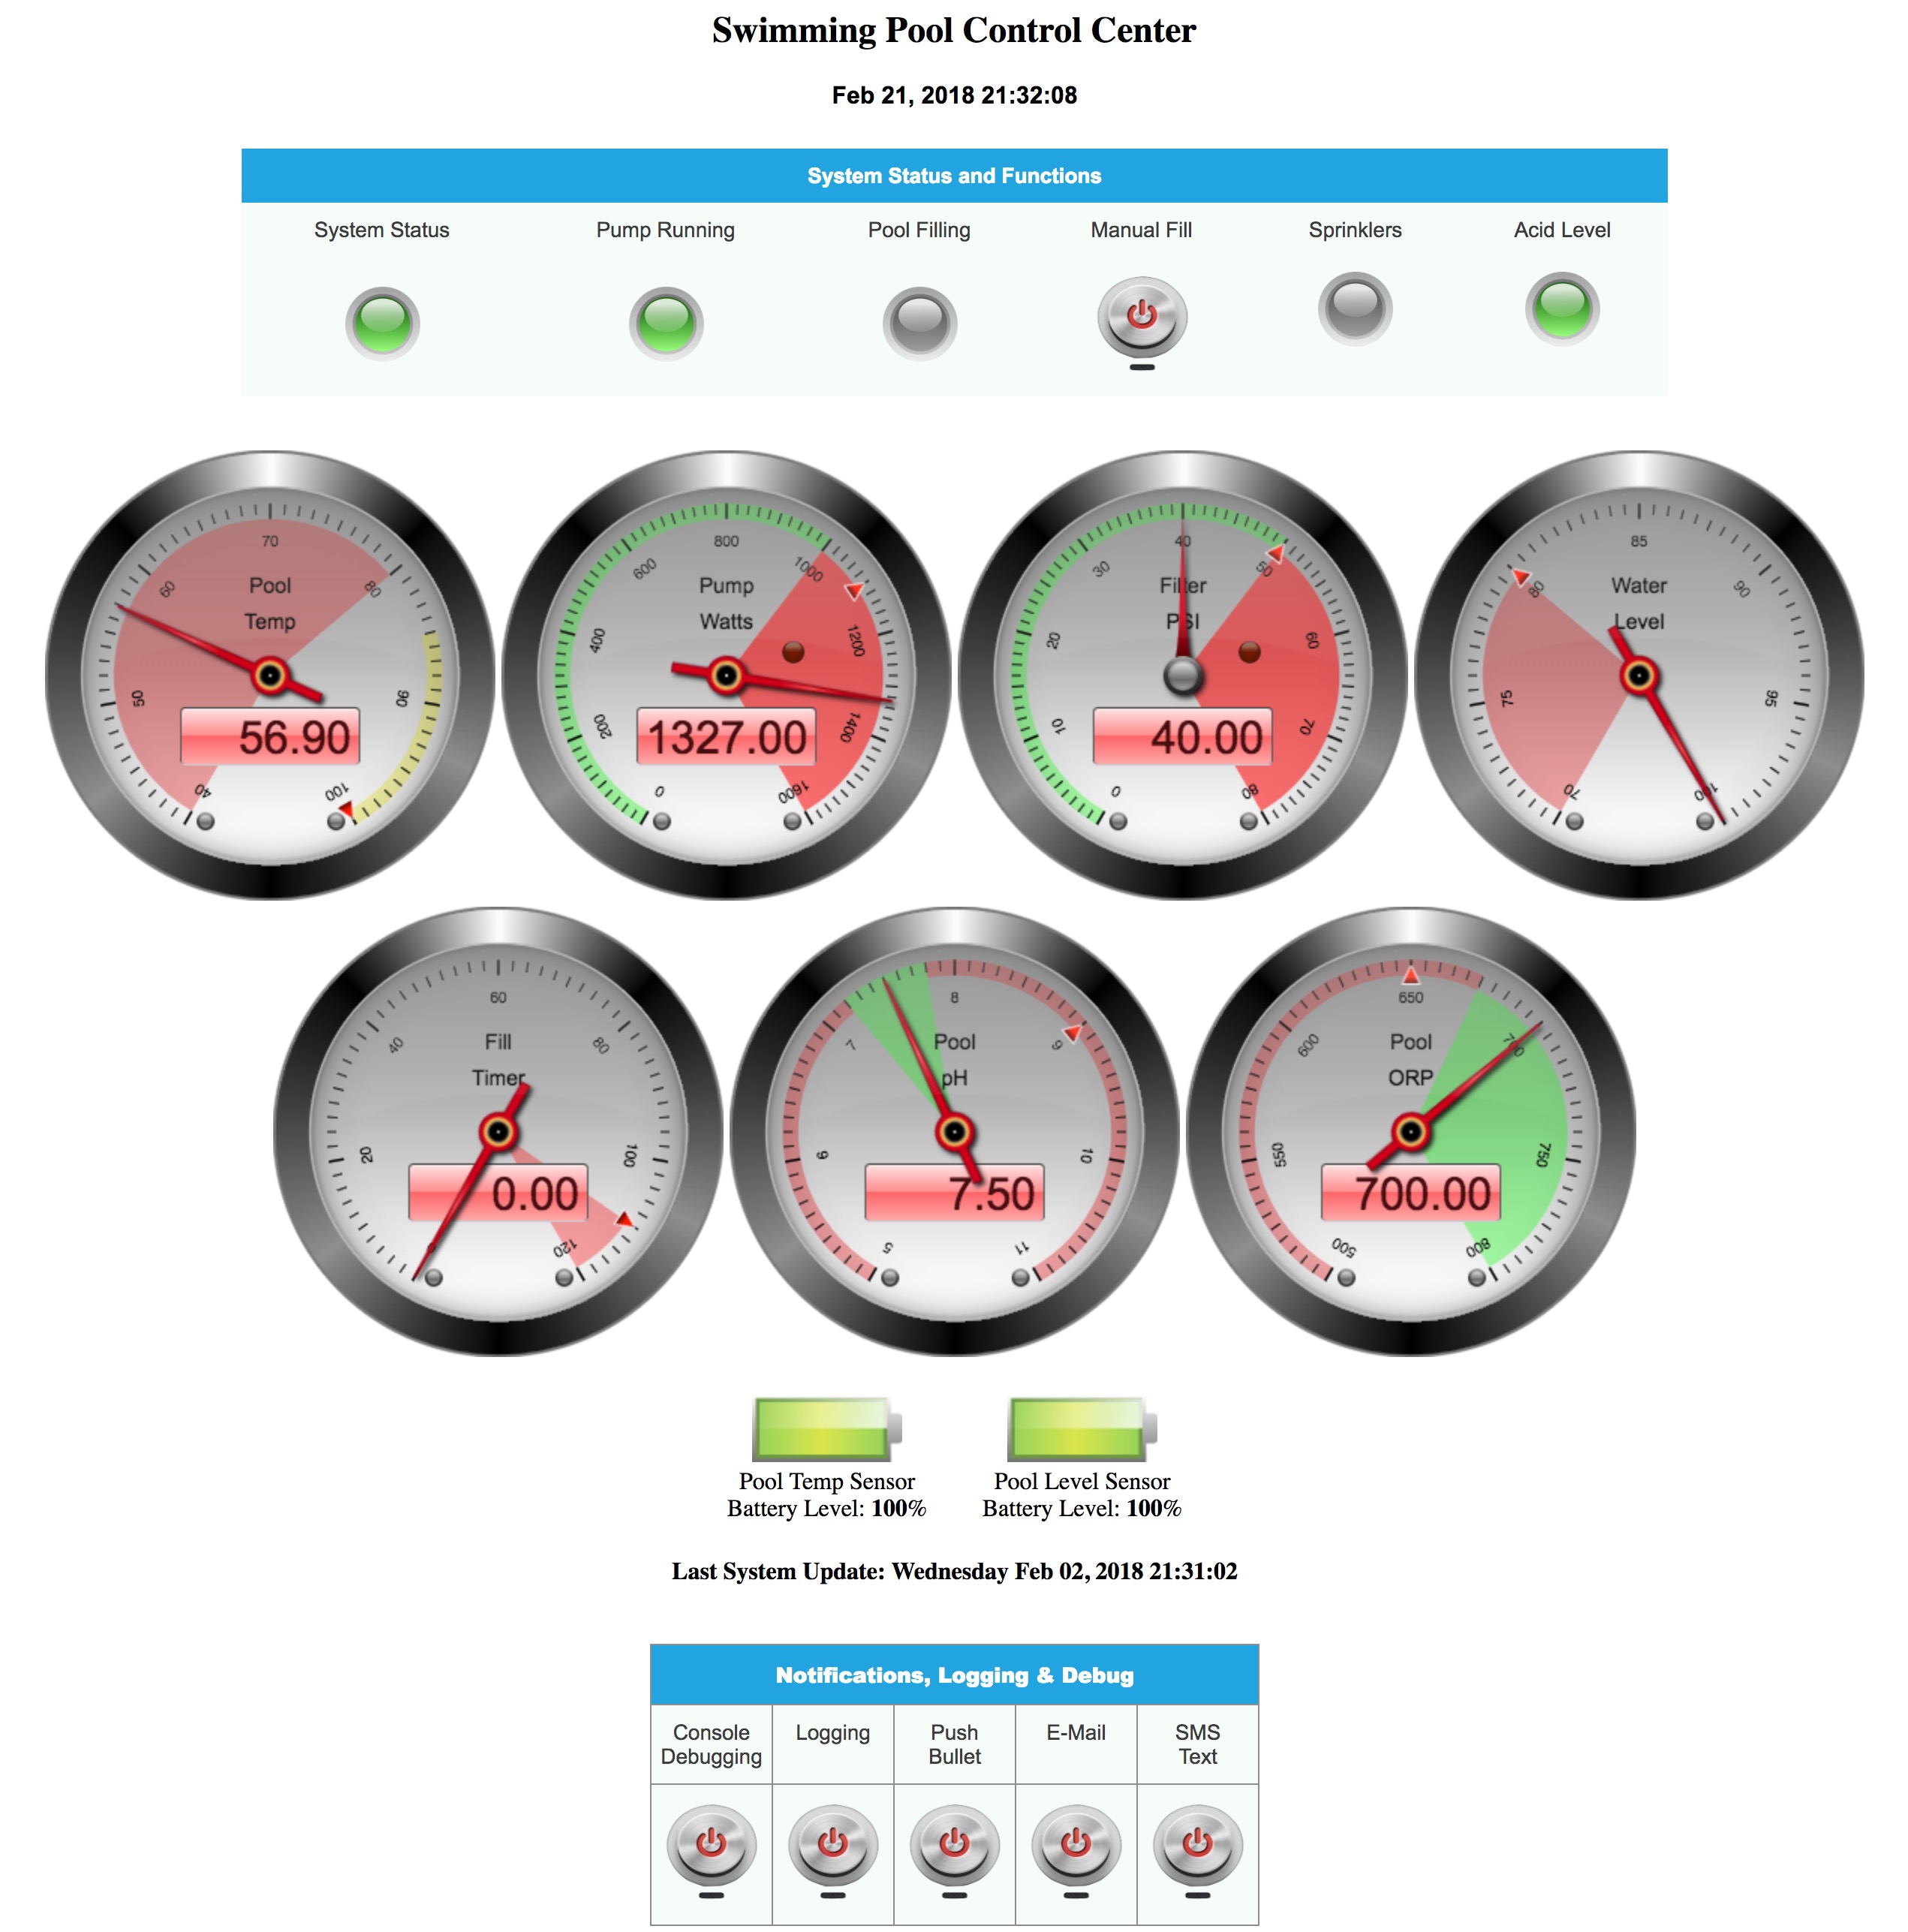 Swimming Pool Control Center
Feb 21, 2018 21:32:08
System Status and Functions
System Status Pump Running Pool Filling Manual Fill Sprinklers Acid Level
40 50 60 70 80 90 100
Pool
Temp
56.90
0 200 400 600 800 1000 1200 1400 1600
Pump
Watts
1327.00
0 10 20 30 40 50 60 70 80
Filter
PSI
40.00
70 75 80 85 90 95 100
Water
Level
20 40 60 80 100 120
Fill
Timer
0.00
5 6 7 8 9 10 11
Pool
pH
7.50
500 550 600 650 700 750 800
Pool
ORP
700.00
Pool Temp Sensor
Battery Level: 100%
Pool Level Sensor
Battery Level: 100%
Last System Update: Wednesday Feb 02, 2018 21:31:02
Notifications, Logging & Debug
Console
Debugging
Logging
Push
Bullet
E-Mail
SMS
Text